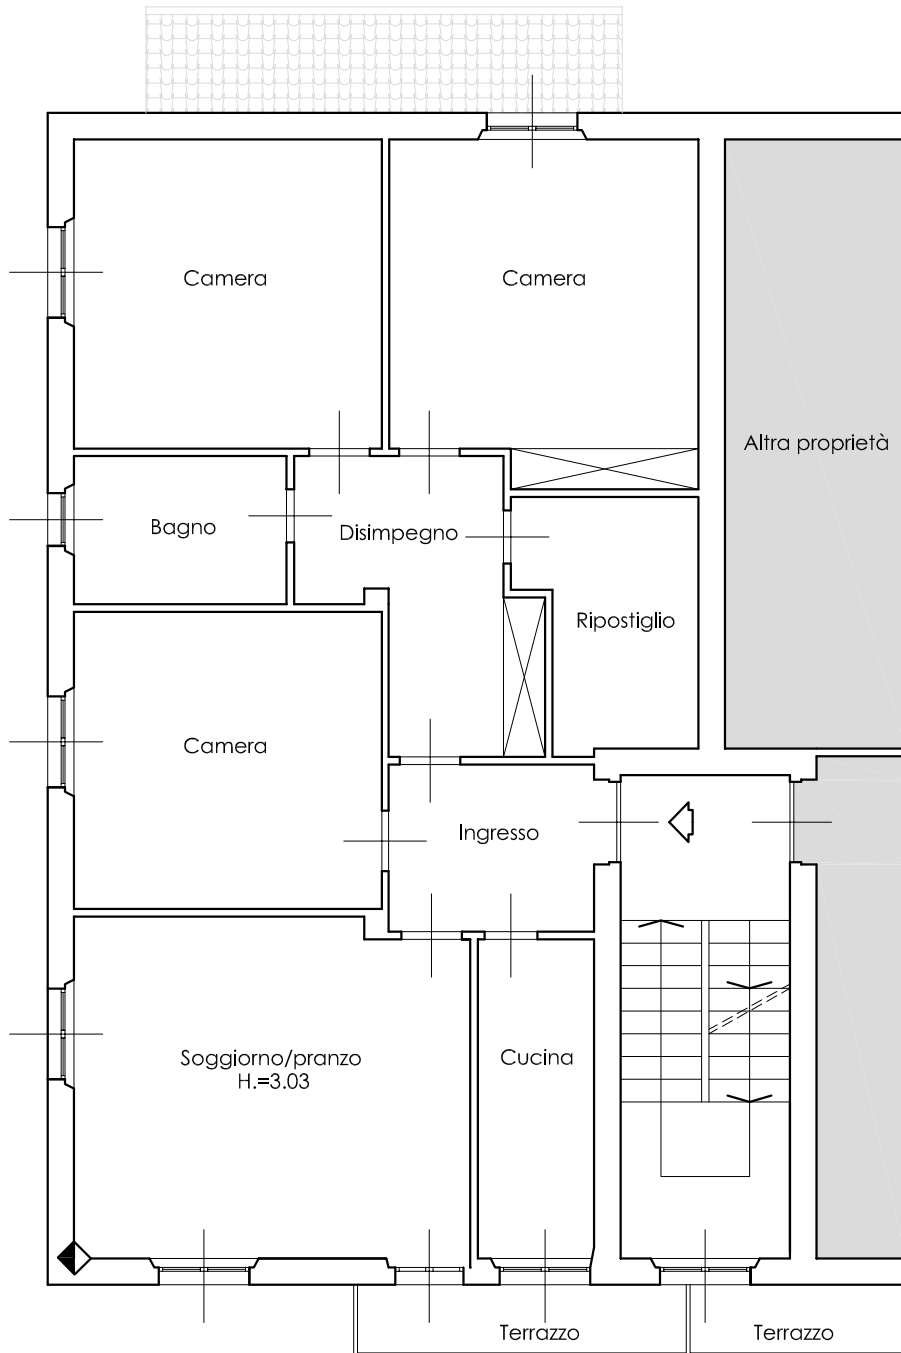 Camera
Camera
Altra proprietà
Bagno
Disimpegno
Ripostiglio
Camera
Ingresso
Soggiorno/pranzo
H.=3.03
Cucina
Terrazzo
Terrazzo